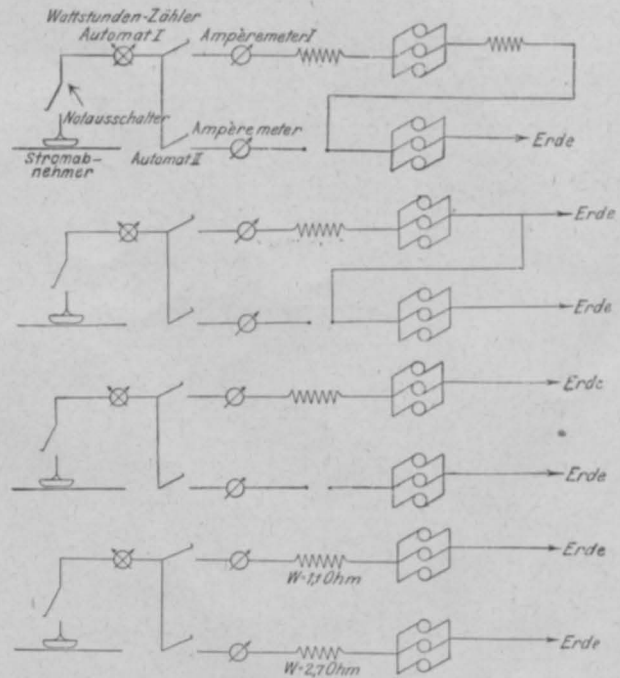 Wattstunden-Zähler
Automat I
Ampèremeter I
Notausschalter
Ampèremeter
Erde
Stromab-
nehmer
Automat II
Erde
Erde
Erde
Erde
Erde
W=1,1 Ohm
Erde
W=2,7 Ohm